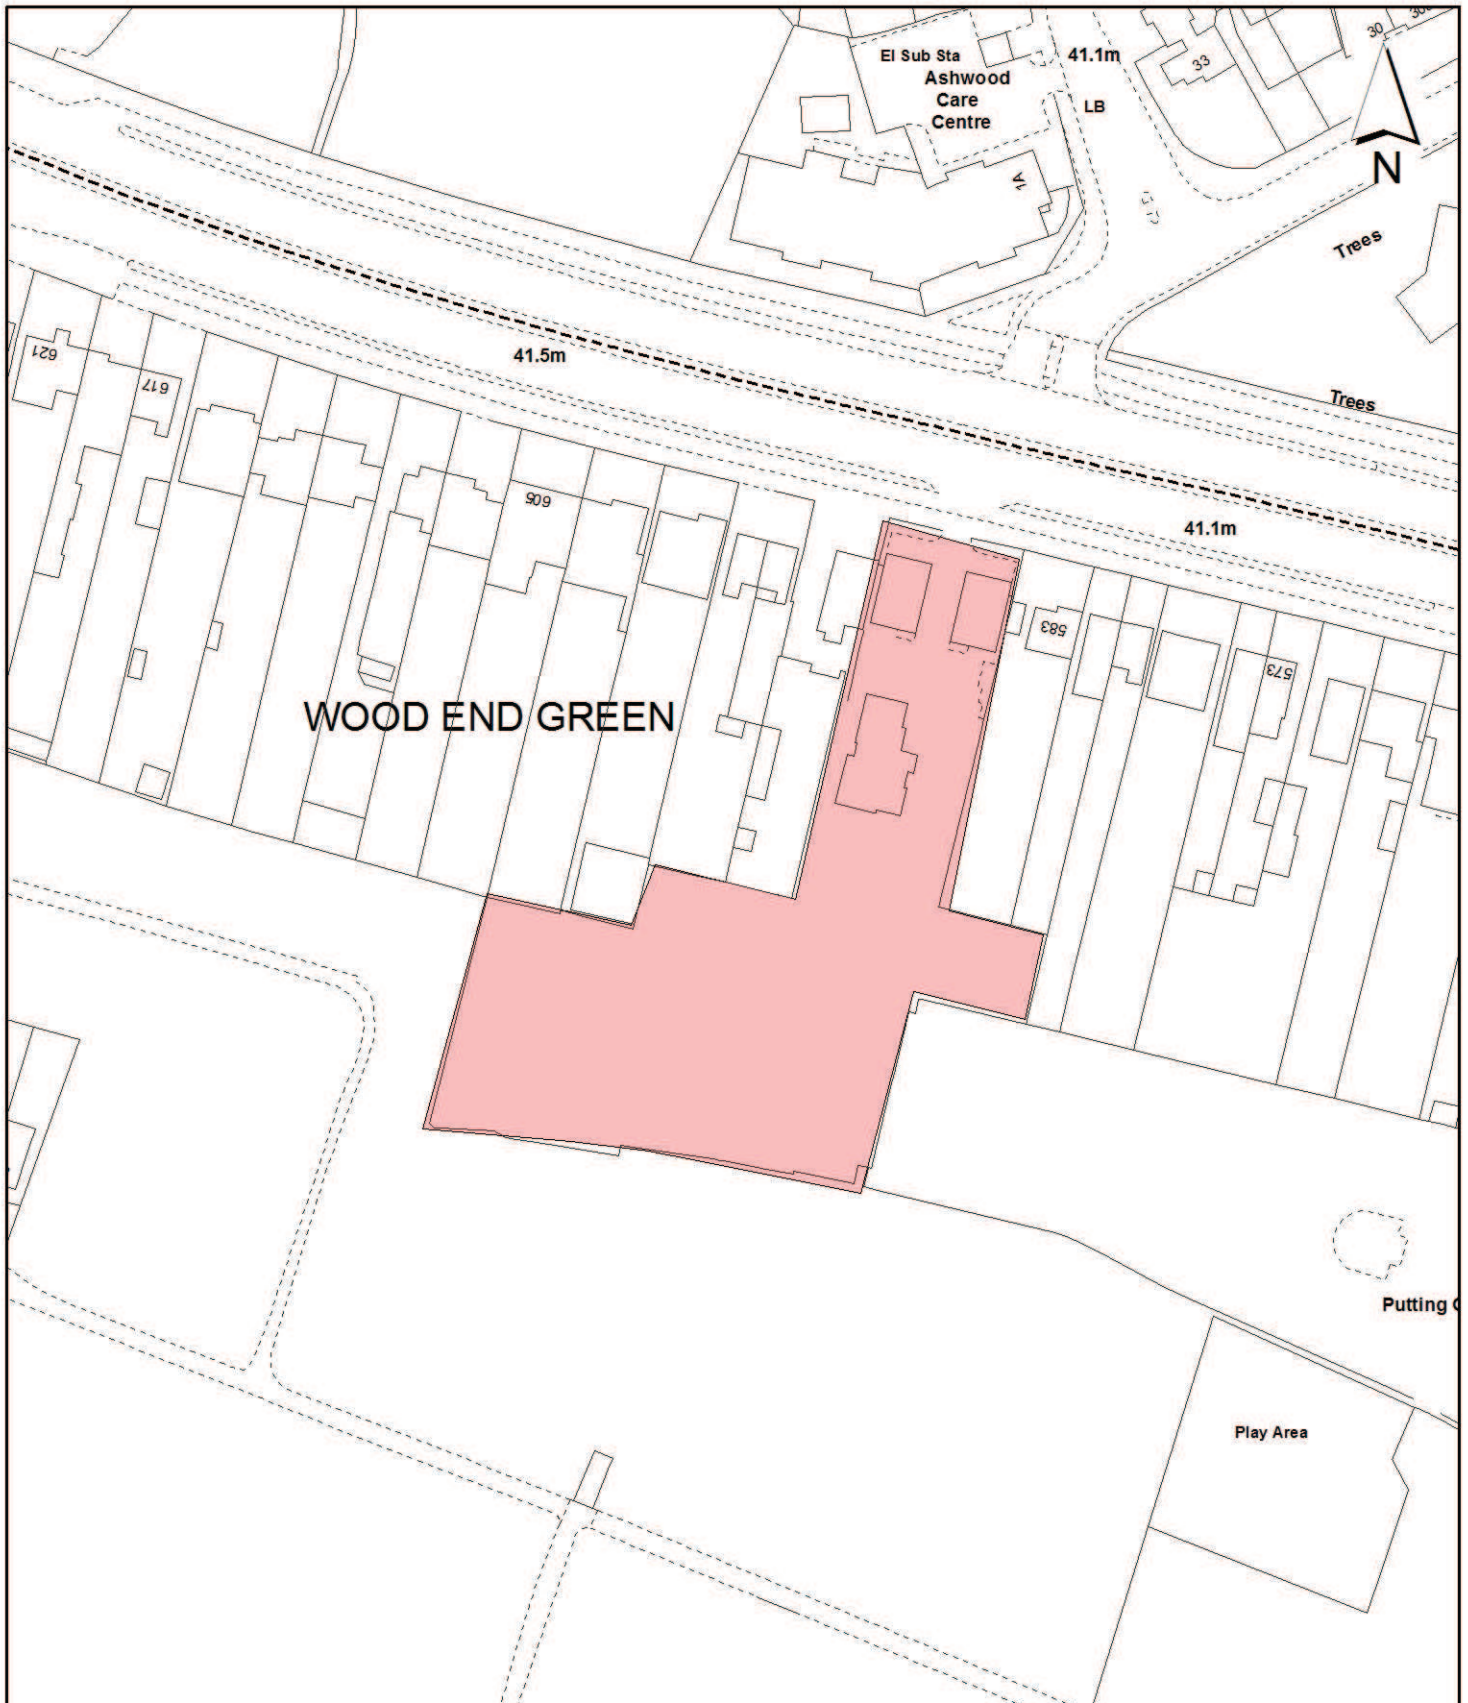 30
El Sub Sta
41.1m
33
Ashwood
Care
Centre
LB
N
1A
Trees
621
41.5m
617
Trees
605
41.1m
583
573
WOOD END GREEN
Putting
Play Area